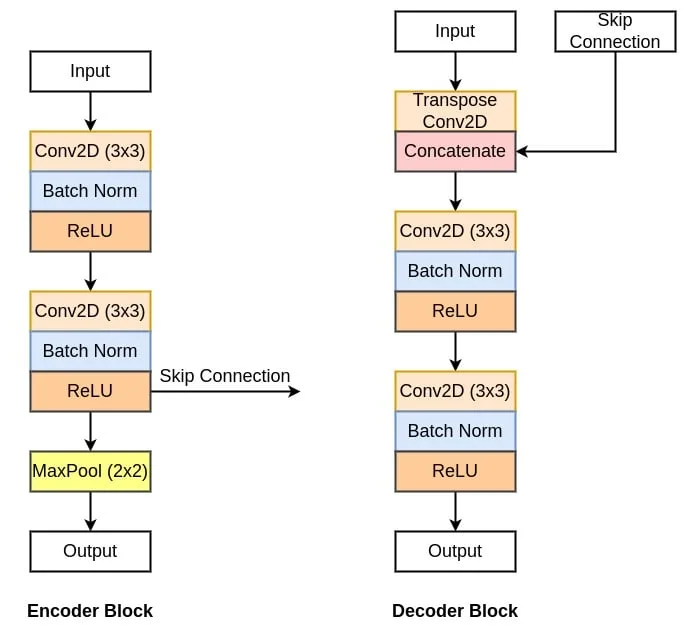 Input
Conv2D (3x3)
Batch Norm
ReLU
Conv2D (3x3)
Batch Norm
ReLU
Skip Connection
MaxPool (2x2)
Output
Encoder Block
Input
Skip
Connection
Transpose
Conv2D
Concatenate
Conv2D (3x3)
Batch Norm
ReLU
Conv2D (3x3)
Batch Norm
ReLU
Output
Decoder Block